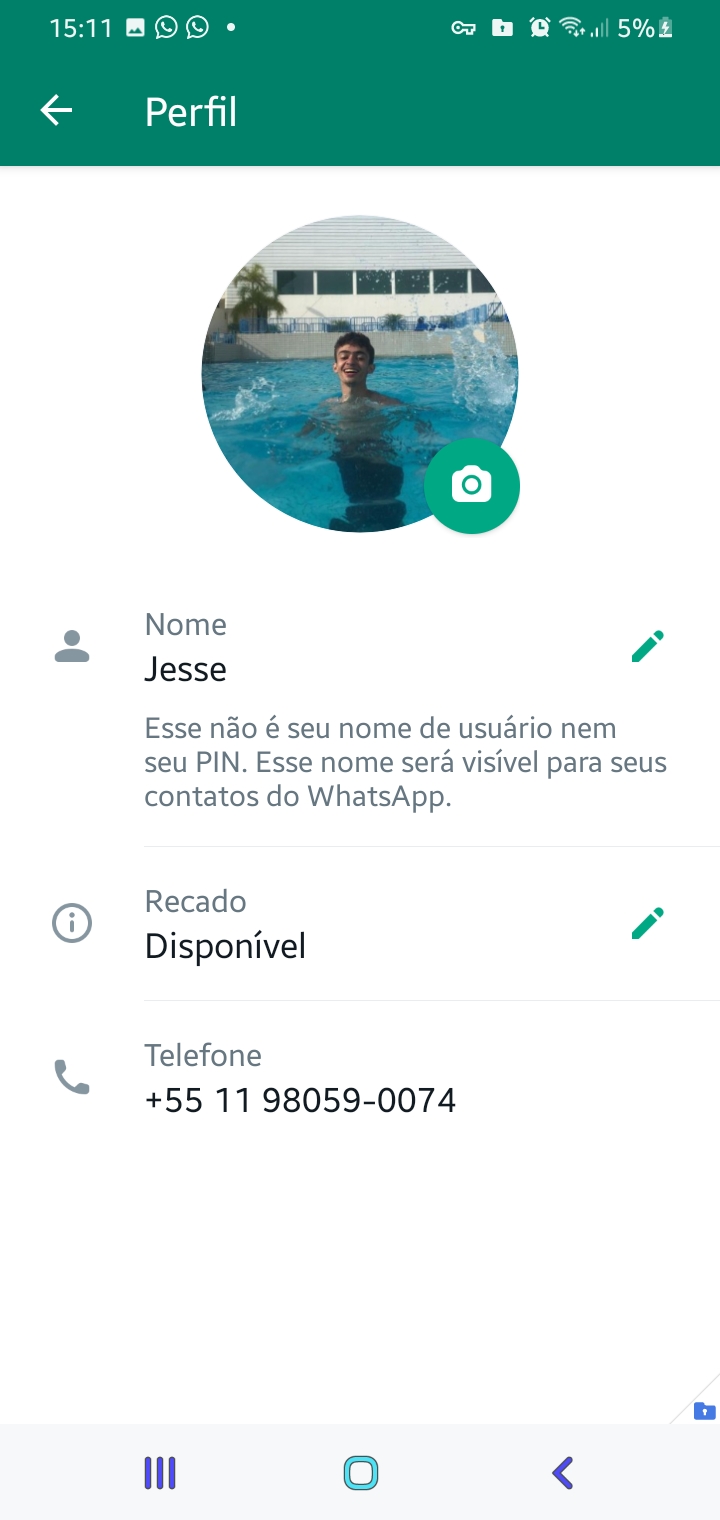 15:11
5%
Perfil
Nome
Jesse
Esse não é seu nome de usuário nem
seu PIN. Esse nome será visível para seus
contatos do WhatsApp.
Recado
Disponível
Telefone
+55 11 98059-0074